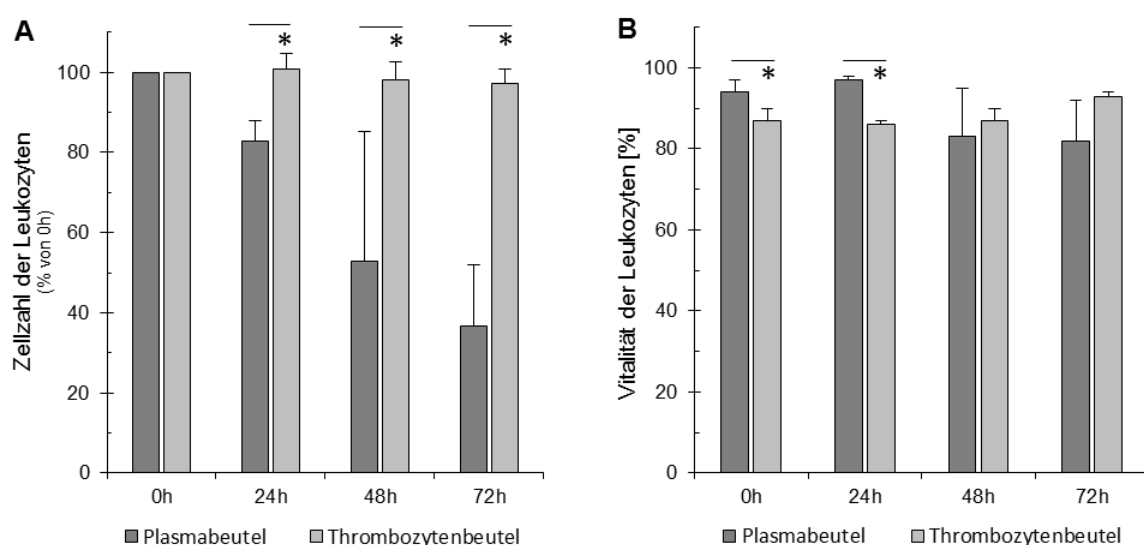 A
Zellzahl der Leukozyten
(% von 0h)
100
80
60
40
20
0
* * *
0h 24h 48h 72h
Plasmabeutel Thrombozytenbeutel
B
Vitalität der Leukozyten [%]
100
80
60
40
20
0
* *
0h 24h 48h 72h
Plasmabeutel Thrombozytenbeutel